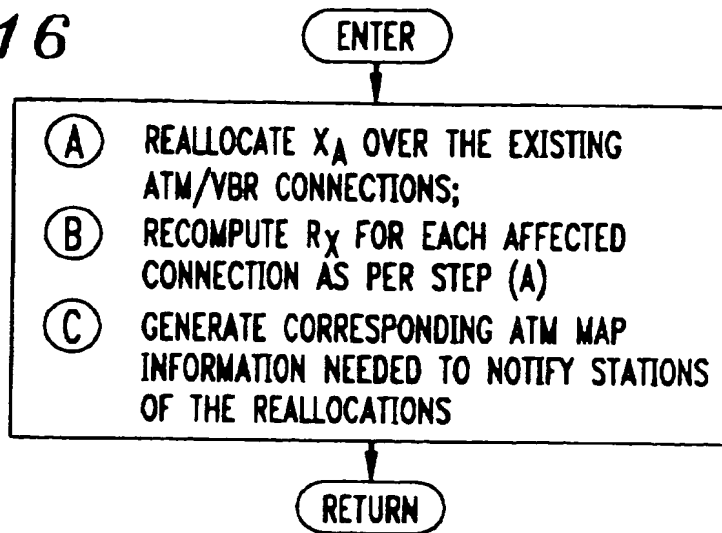 16
ENTER
A REALLOCATE XA OVER THE EXISTING
ATM/VBR CONNECTIONS;
B RECOMPUTE RX FOR EACH AFFECTED
CONNECTION AS PER STEP (A)
C GENERATE CORRESPONDING ATM MAP
INFORMATION NEEDED TO NOTIFY STATIONS
OF THE REALLOCATIONS
RETURN